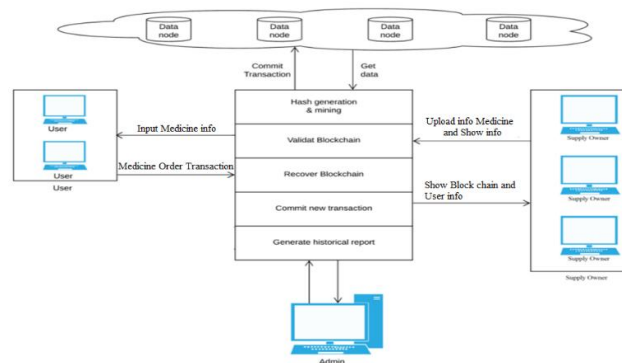 Data
node
Data
node
Data
node
Data
node
Commit
Transaction
Get
data
Hash generation
& mining
Validat Blockchain
Recover Blockchain
Commit new transaction
Generate historical report
User
User
User
Input Medicine info
Medicine Order Transaction
Upload info Medicine
and Show info
Show Block chain and
User info
Supply Owner
Supply Owner
Supply Owner
Supply Owner
Admin